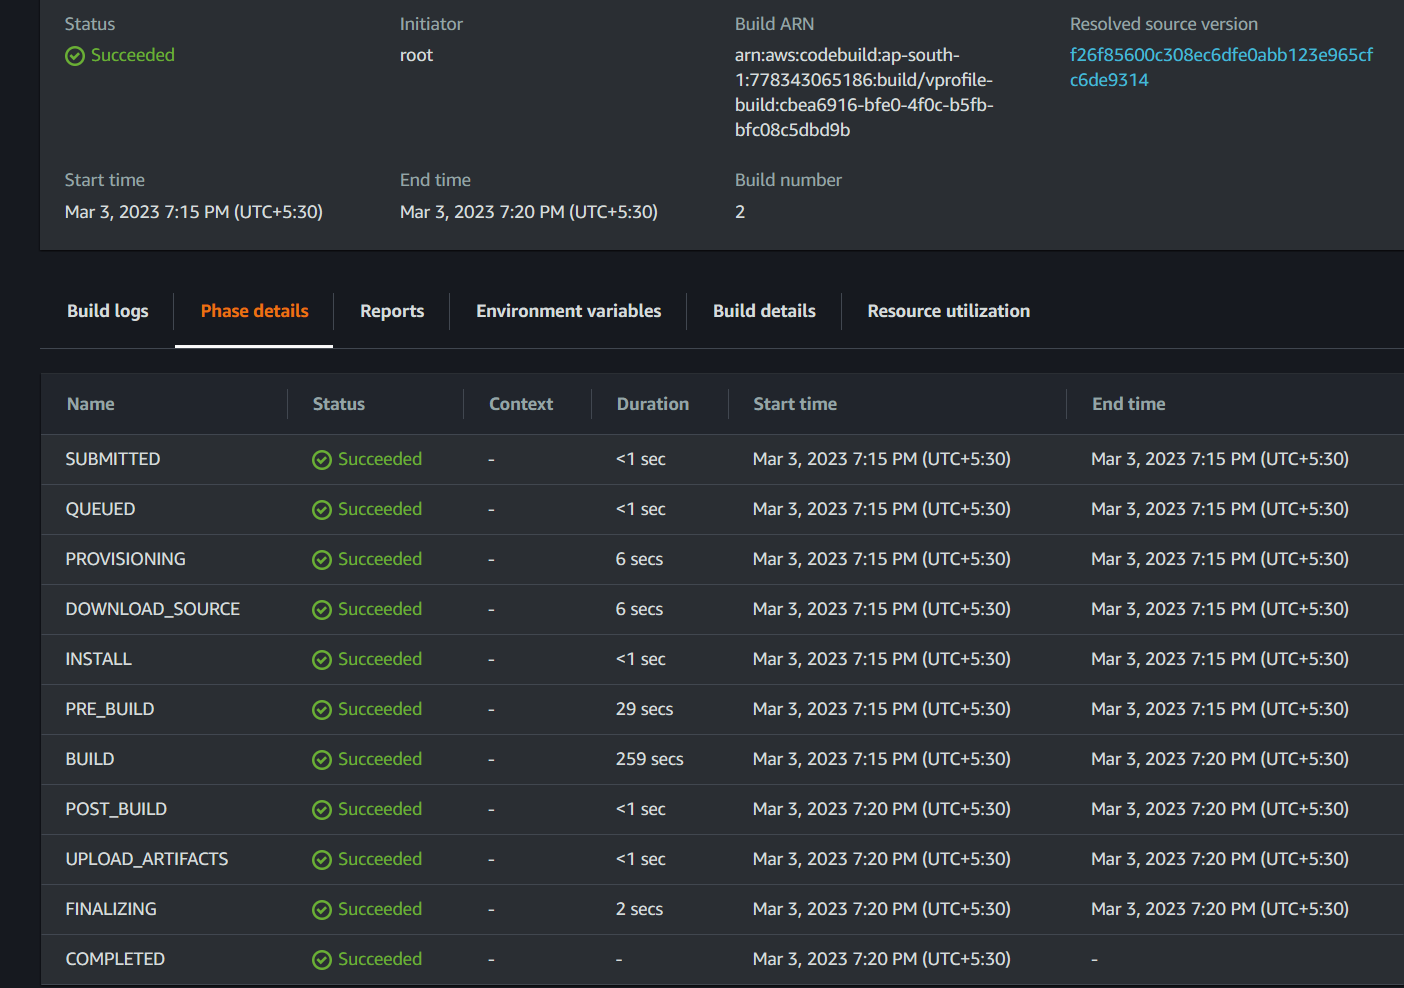 Status Initiator Build ARN Resolved source version
Succeeded root arn:aws:codebuild:ap-south- f26f85600c308ec6dfe0abb123e965cf
1:778343065186:build/vprofile- c6de9314
build:cbea6916-bfe0-4f0c-b5fb-
bfc08c5dbd9b
Start time End time Build number
Mar 3, 2023 7:15 PM (UTC+5:30) Mar 3, 2023 7:20 PM (UTC+5:30) 2
Build logs Phase details Reports Environment variables Build details Resource utilization
Name Status Context Duration Start time End time
SUBMITTED Succeeded - <1 sec Mar 3, 2023 7:15 PM (UTC+5:30) Mar 3, 2023 7:15 PM (UTC+5:30)
QUEUED Succeeded - <1 sec Mar 3, 2023 7:15 PM (UTC+5:30) Mar 3, 2023 7:15 PM (UTC+5:30)
PROVISIONING Succeeded - 6 secs Mar 3, 2023 7:15 PM (UTC+5:30) Mar 3, 2023 7:15 PM (UTC+5:30)
DOWNLOAD_SOURCE Succeeded - 6 secs Mar 3, 2023 7:15 PM (UTC+5:30) Mar 3, 2023 7:15 PM (UTC+5:30)
INSTALL Succeeded - <1 sec Mar 3, 2023 7:15 PM (UTC+5:30) Mar 3, 2023 7:15 PM (UTC+5:30)
PRE_BUILD Succeeded - 29 secs Mar 3, 2023 7:15 PM (UTC+5:30) Mar 3, 2023 7:15 PM (UTC+5:30)
BUILD Succeeded - 259 secs Mar 3, 2023 7:15 PM (UTC+5:30) Mar 3, 2023 7:20 PM (UTC+5:30)
POST_BUILD Succeeded - <1 sec Mar 3, 2023 7:20 PM (UTC+5:30) Mar 3, 2023 7:20 PM (UTC+5:30)
UPLOAD_ARTIFACTS Succeeded - <1 sec Mar 3, 2023 7:20 PM (UTC+5:30) Mar 3, 2023 7:20 PM (UTC+5:30)
FINALIZING Succeeded - 2 secs Mar 3, 2023 7:20 PM (UTC+5:30) Mar 3, 2023 7:20 PM (UTC+5:30)
COMPLETED Succeeded - - Mar 3, 2023 7:20 PM (UTC+5:30) -